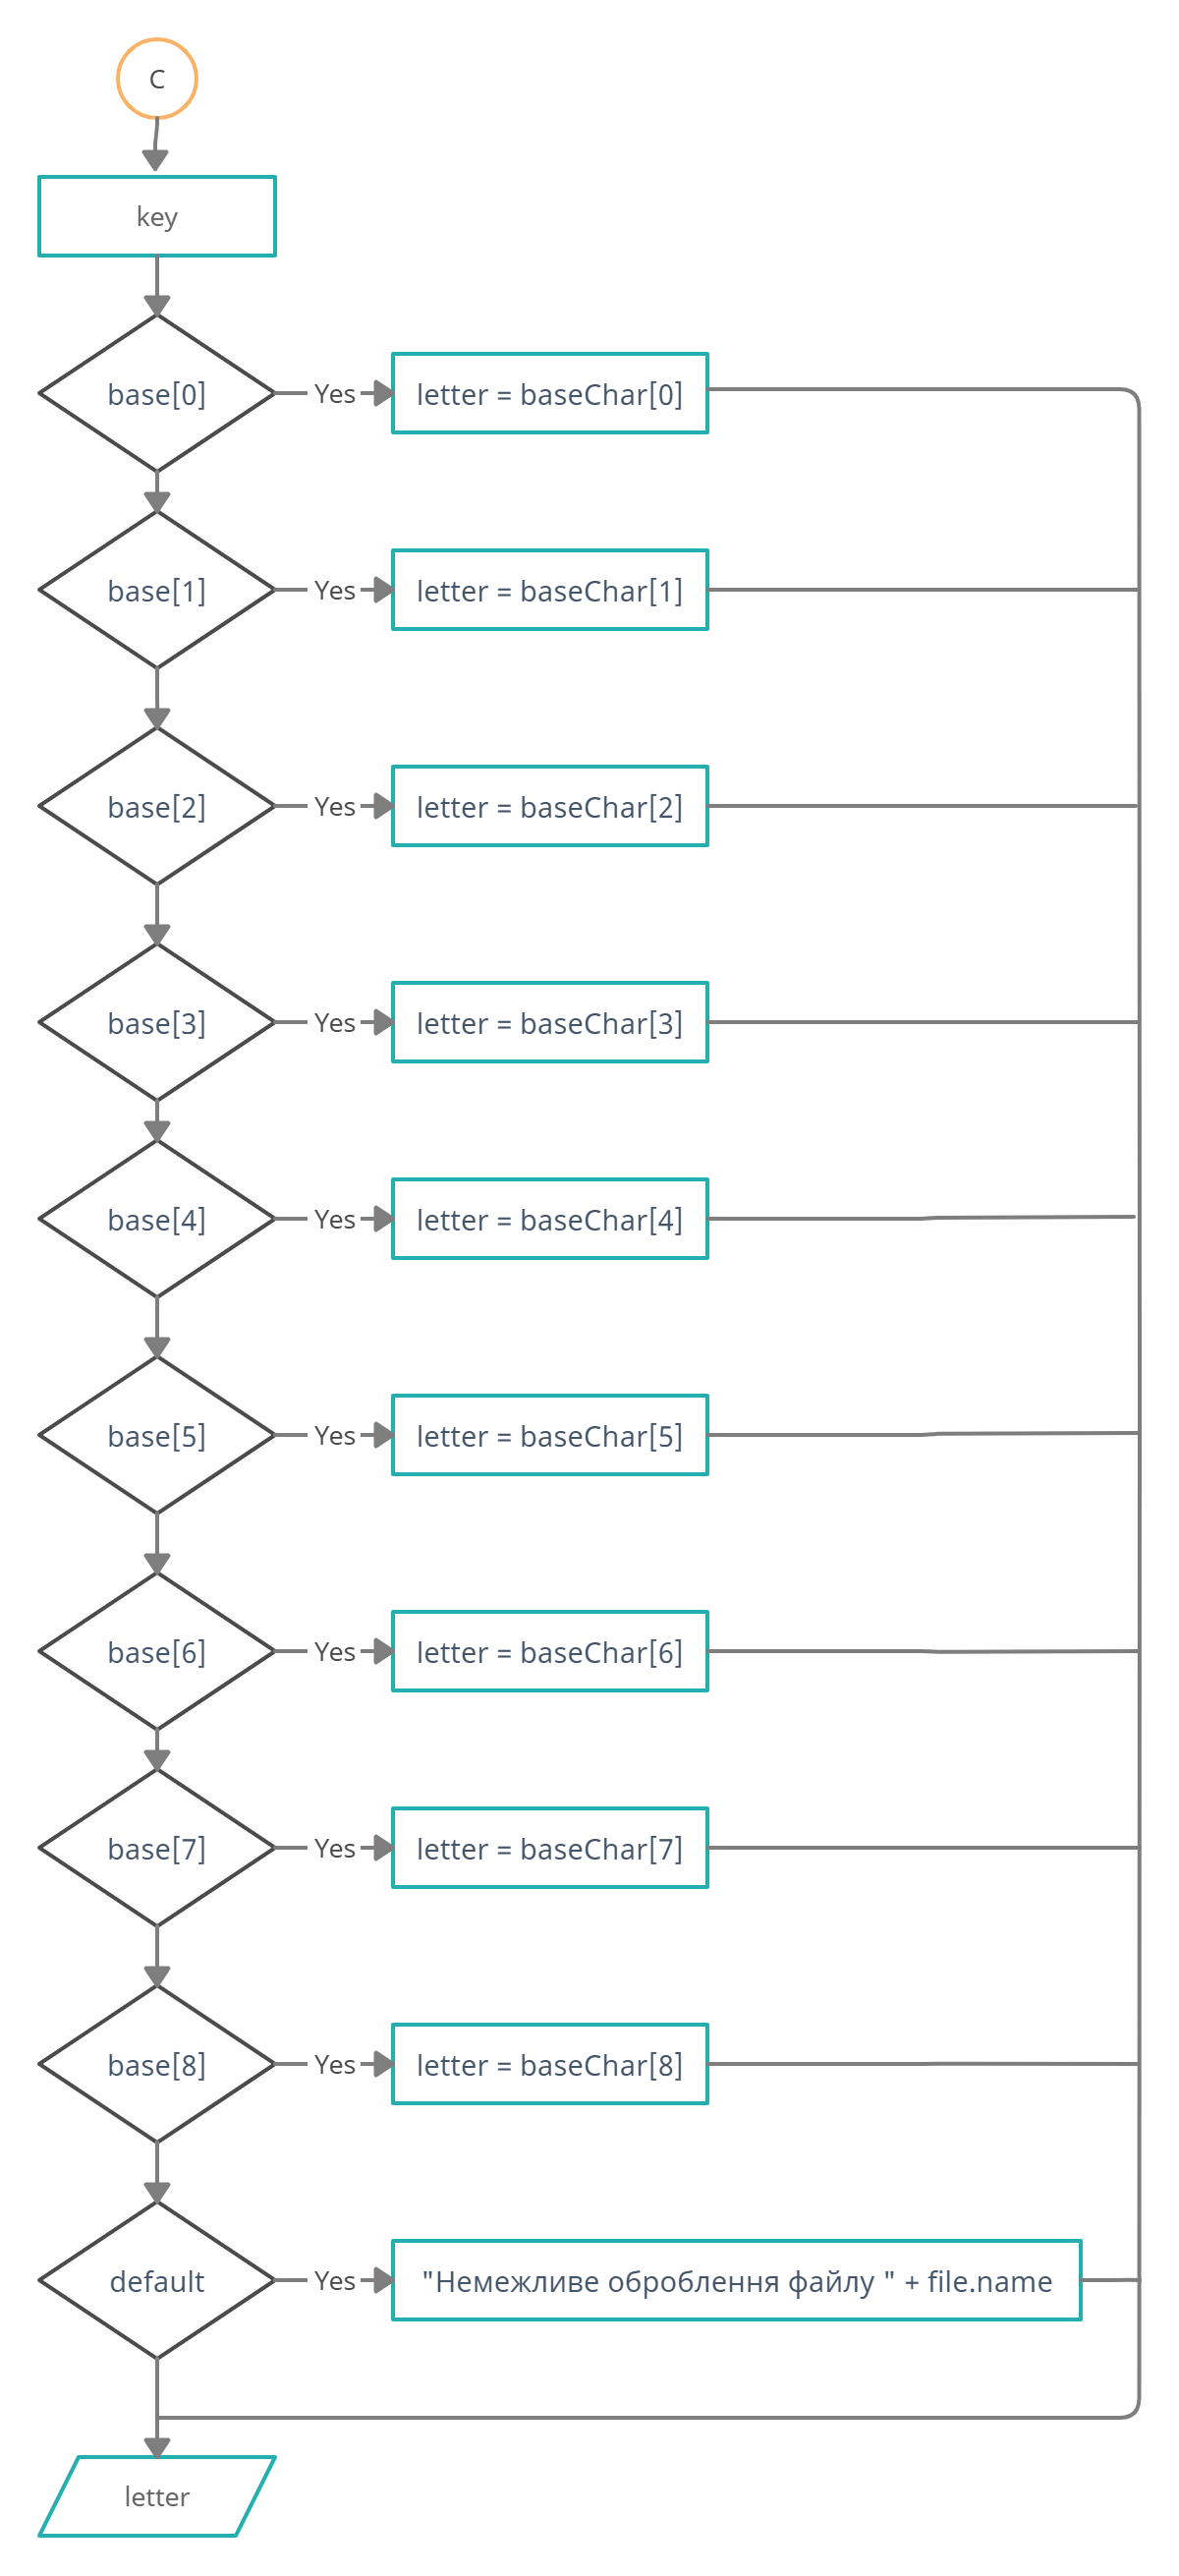 C
key
base[0]
Yes
letter = baseChar[0]
base[1]
Yes
letter = baseChar[1]
base[2]
Yes
letter = baseChar[2]
base[3]
Yes
letter = baseChar[3]
base[4]
Yes
letter = baseChar[4]
base[5]
Yes
letter = baseChar[5]
base[6]
Yes
letter = baseChar[6]
base[7]
Yes
letter = baseChar[7]
base[8]
Yes
letter = baseChar[8]
default
Yes
"Немежливе оброблення файлу " + file.name
letter